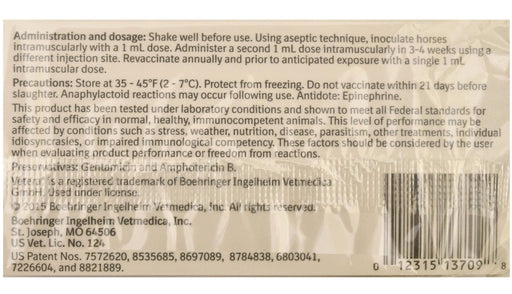 Administration and dosage: Shake well before use. Using aseptic technique, inoculate horses
intramuscularly with a 1 mL dose. Administer a second 1 mL dose intramuscularly in 3-4 weeks using a
different injection site. Revaccinate annually and prior to anticipated exposure with a single 1 mL
intramuscular dose.
Precautions: Store at 35 - 45°F (2 - 7°C). Protect from freezing. Do not vaccinate within 21 days before
slaughter. Anaphylactoid reactions may occur following use. Antidote: Epinephrine.
This product has been tested under laboratory conditions and shown to meet all Federal standards for
safety and efficacy in normal, healthy, immunocompetent animals. This level of performance may be
affected by conditions such as stress, weather, nutrition, disease, parasitism, other treatments, individual
idiosyncrasies, or impaired immunological competency. These factors should be considered by the user
when evaluating product performance or freedom from reactions.
Preservatives: Gentamicin and Amphotericin B.
Vetera is a registered trademark of Boehringer Ingelheim Vetmedica
GmbH. Used under license.
© 2015 Boehringer Ingelheim Vetmedica, Inc. All rights reserved.
Boehringer Ingelheim Vetmedica, Inc.
St. Joseph, MO 64506
US Vet. Lic. No. 124
US Patent Nos. 7572620, 8535685, 8697089, 8784838, 6803041,
7226604, and 8821889.
0 12315 13709 8